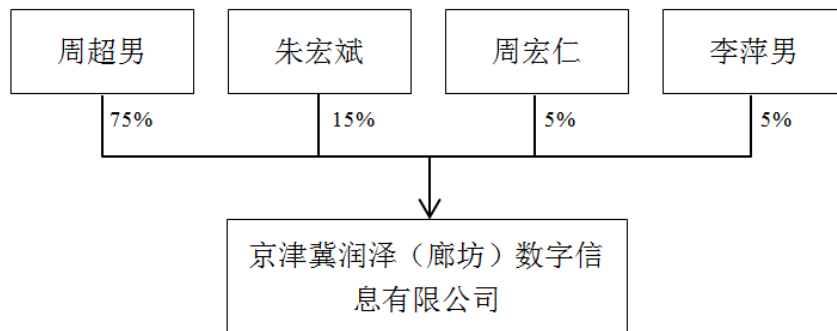 周超男
朱宏斌
周宏仁
李萍男
75%
15%
5%
5%
京津冀润泽（廊坊）数字信
息有限公司